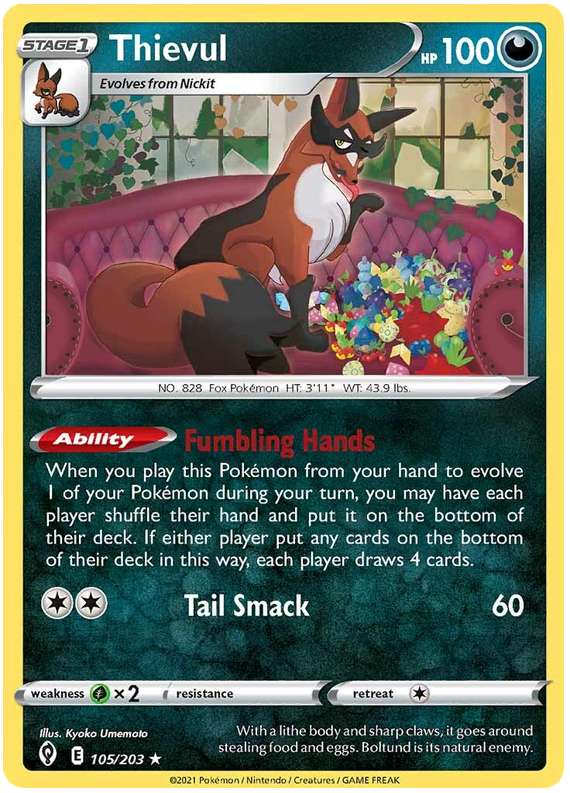 STAGE 1 Thievul HP 100
Evolves from Nickit
NO. 828 Fox Pokémon HT: 3'11" WT: 43.9 lbs.
Ability Fumbling Hands
When you play this Pokémon from your hand to evolve
1 of your Pokémon during your turn, you may have each
player shuffle their hand and put it on the bottom of
their deck. If either player put any cards on the bottom
of their deck in this way, each player draws 4 cards.
Tail Smack 60
weakness ×2 resistance retreat
Illus. Kyoko Umemoto
With a lithe body and sharp claws, it goes around
stealing food and eggs. Boltund is its natural enemy.
E 105/203 ★
©2021 Pokémon / Nintendo / Creatures / GAME FREAK